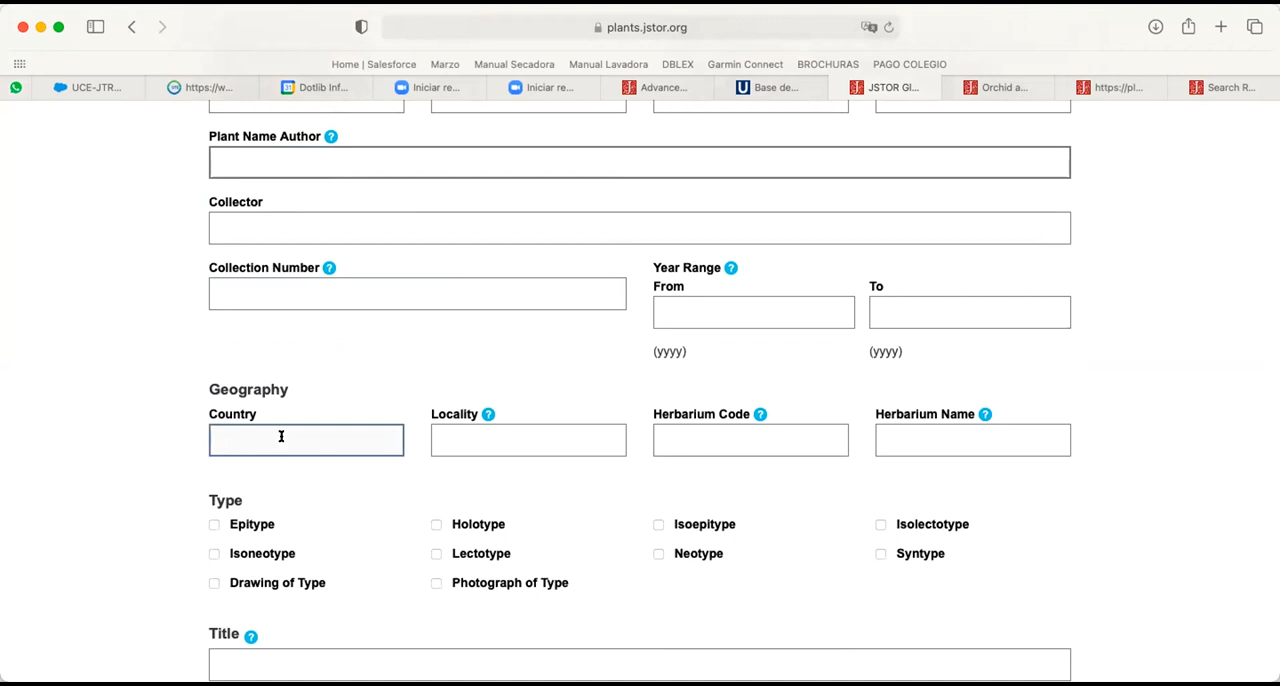 plants.jstor.org
Home | Salesforce Marzo Manual Secadora Manual Lavadora DBLEX Garmin Connect BROCHURAS PAGO COLEGIO
UCE-JTR... https://w... 31 Dotlib Inf... Iniciar re... Iniciar re... Advance... U Base de... JSTOR Gl... Orchid a... https://pl... Search R...
Plant Name Author ?
Collector
Collection Number ? Year Range ?
From To
(yyyy) (yyyy)
Geography
Country Locality ? Herbarium Code ? Herbarium Name ?
Type
Epitype Holotype Isoepitype Isolectotype
Isoneotype Lectotype Neotype Syntype
Drawing of Type Photograph of Type
Title ?